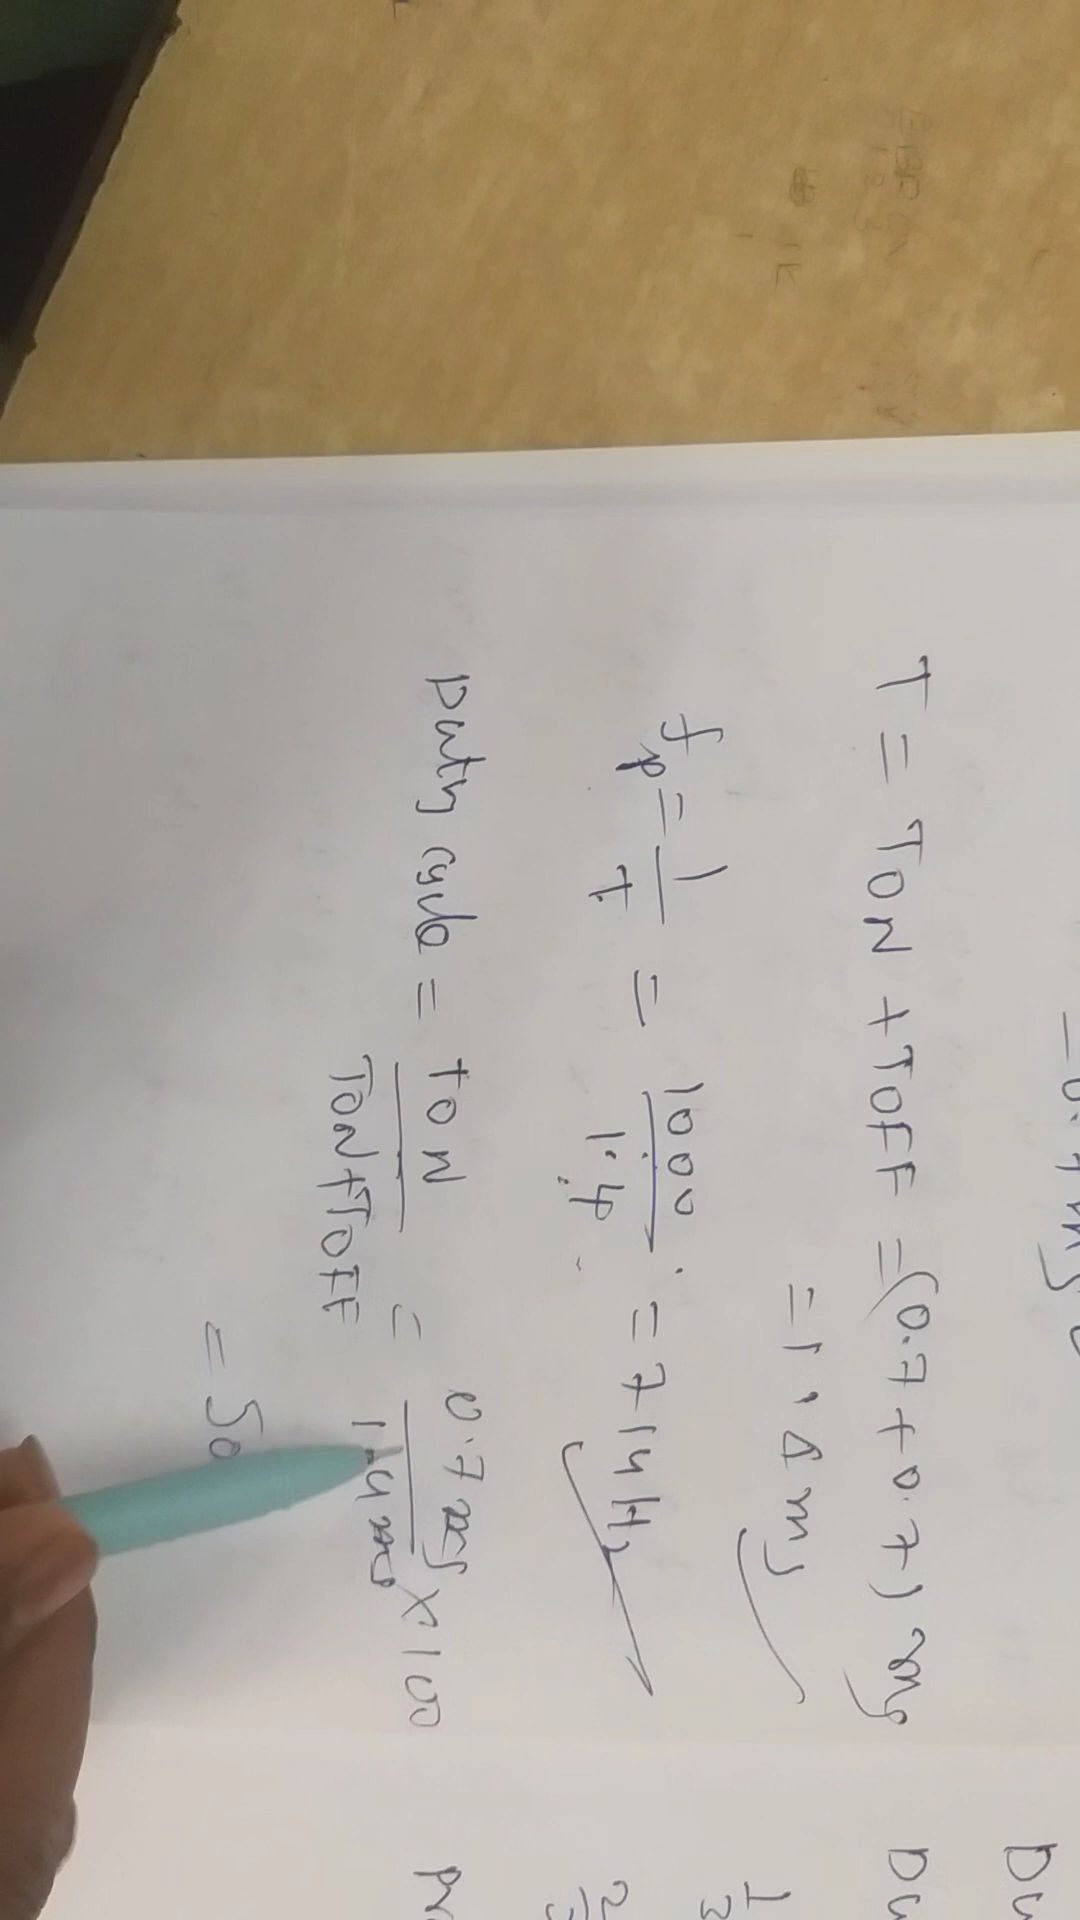 T = TON + TOFF = (0.7 + 0.7) ms
= 1.4 ms
fp = 1/T = 1000/1.4 = 714 Hz
Duty cycle = TON/TON+TOFF = 0.7 ms/1.4 ms × 100
= 50